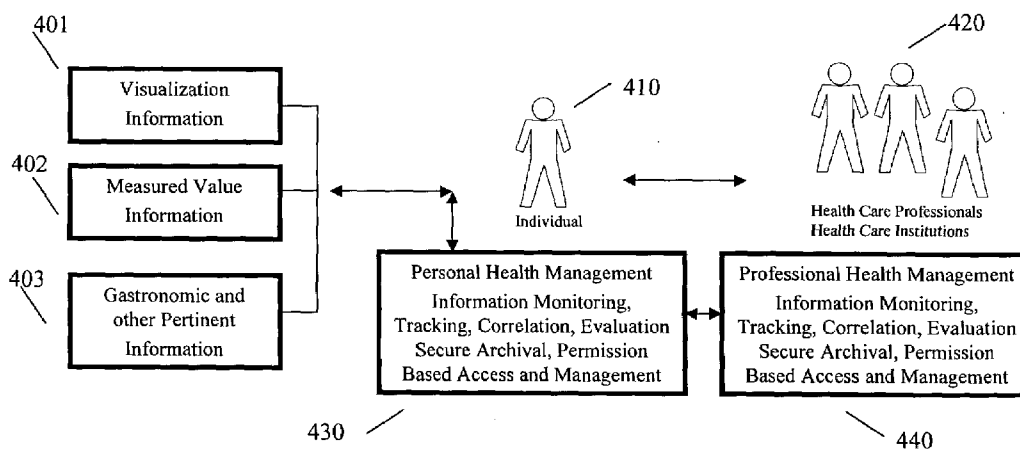 401
Visualization
Information
402
Measured Value
Information
403
Gastronomic and
other Pertinent
Information
410
Individual
420
Health Care Professionals
Health Care Institutions
Personal Health Management
Information Monitoring,
Tracking, Correlation, Evaluation
Secure Archival, Permission
Based Access and Management
430
Professional Health Management
Information Monitoring,
Tracking, Correlation, Evaluation
Secure Archival, Permission
Based Access and Management
440